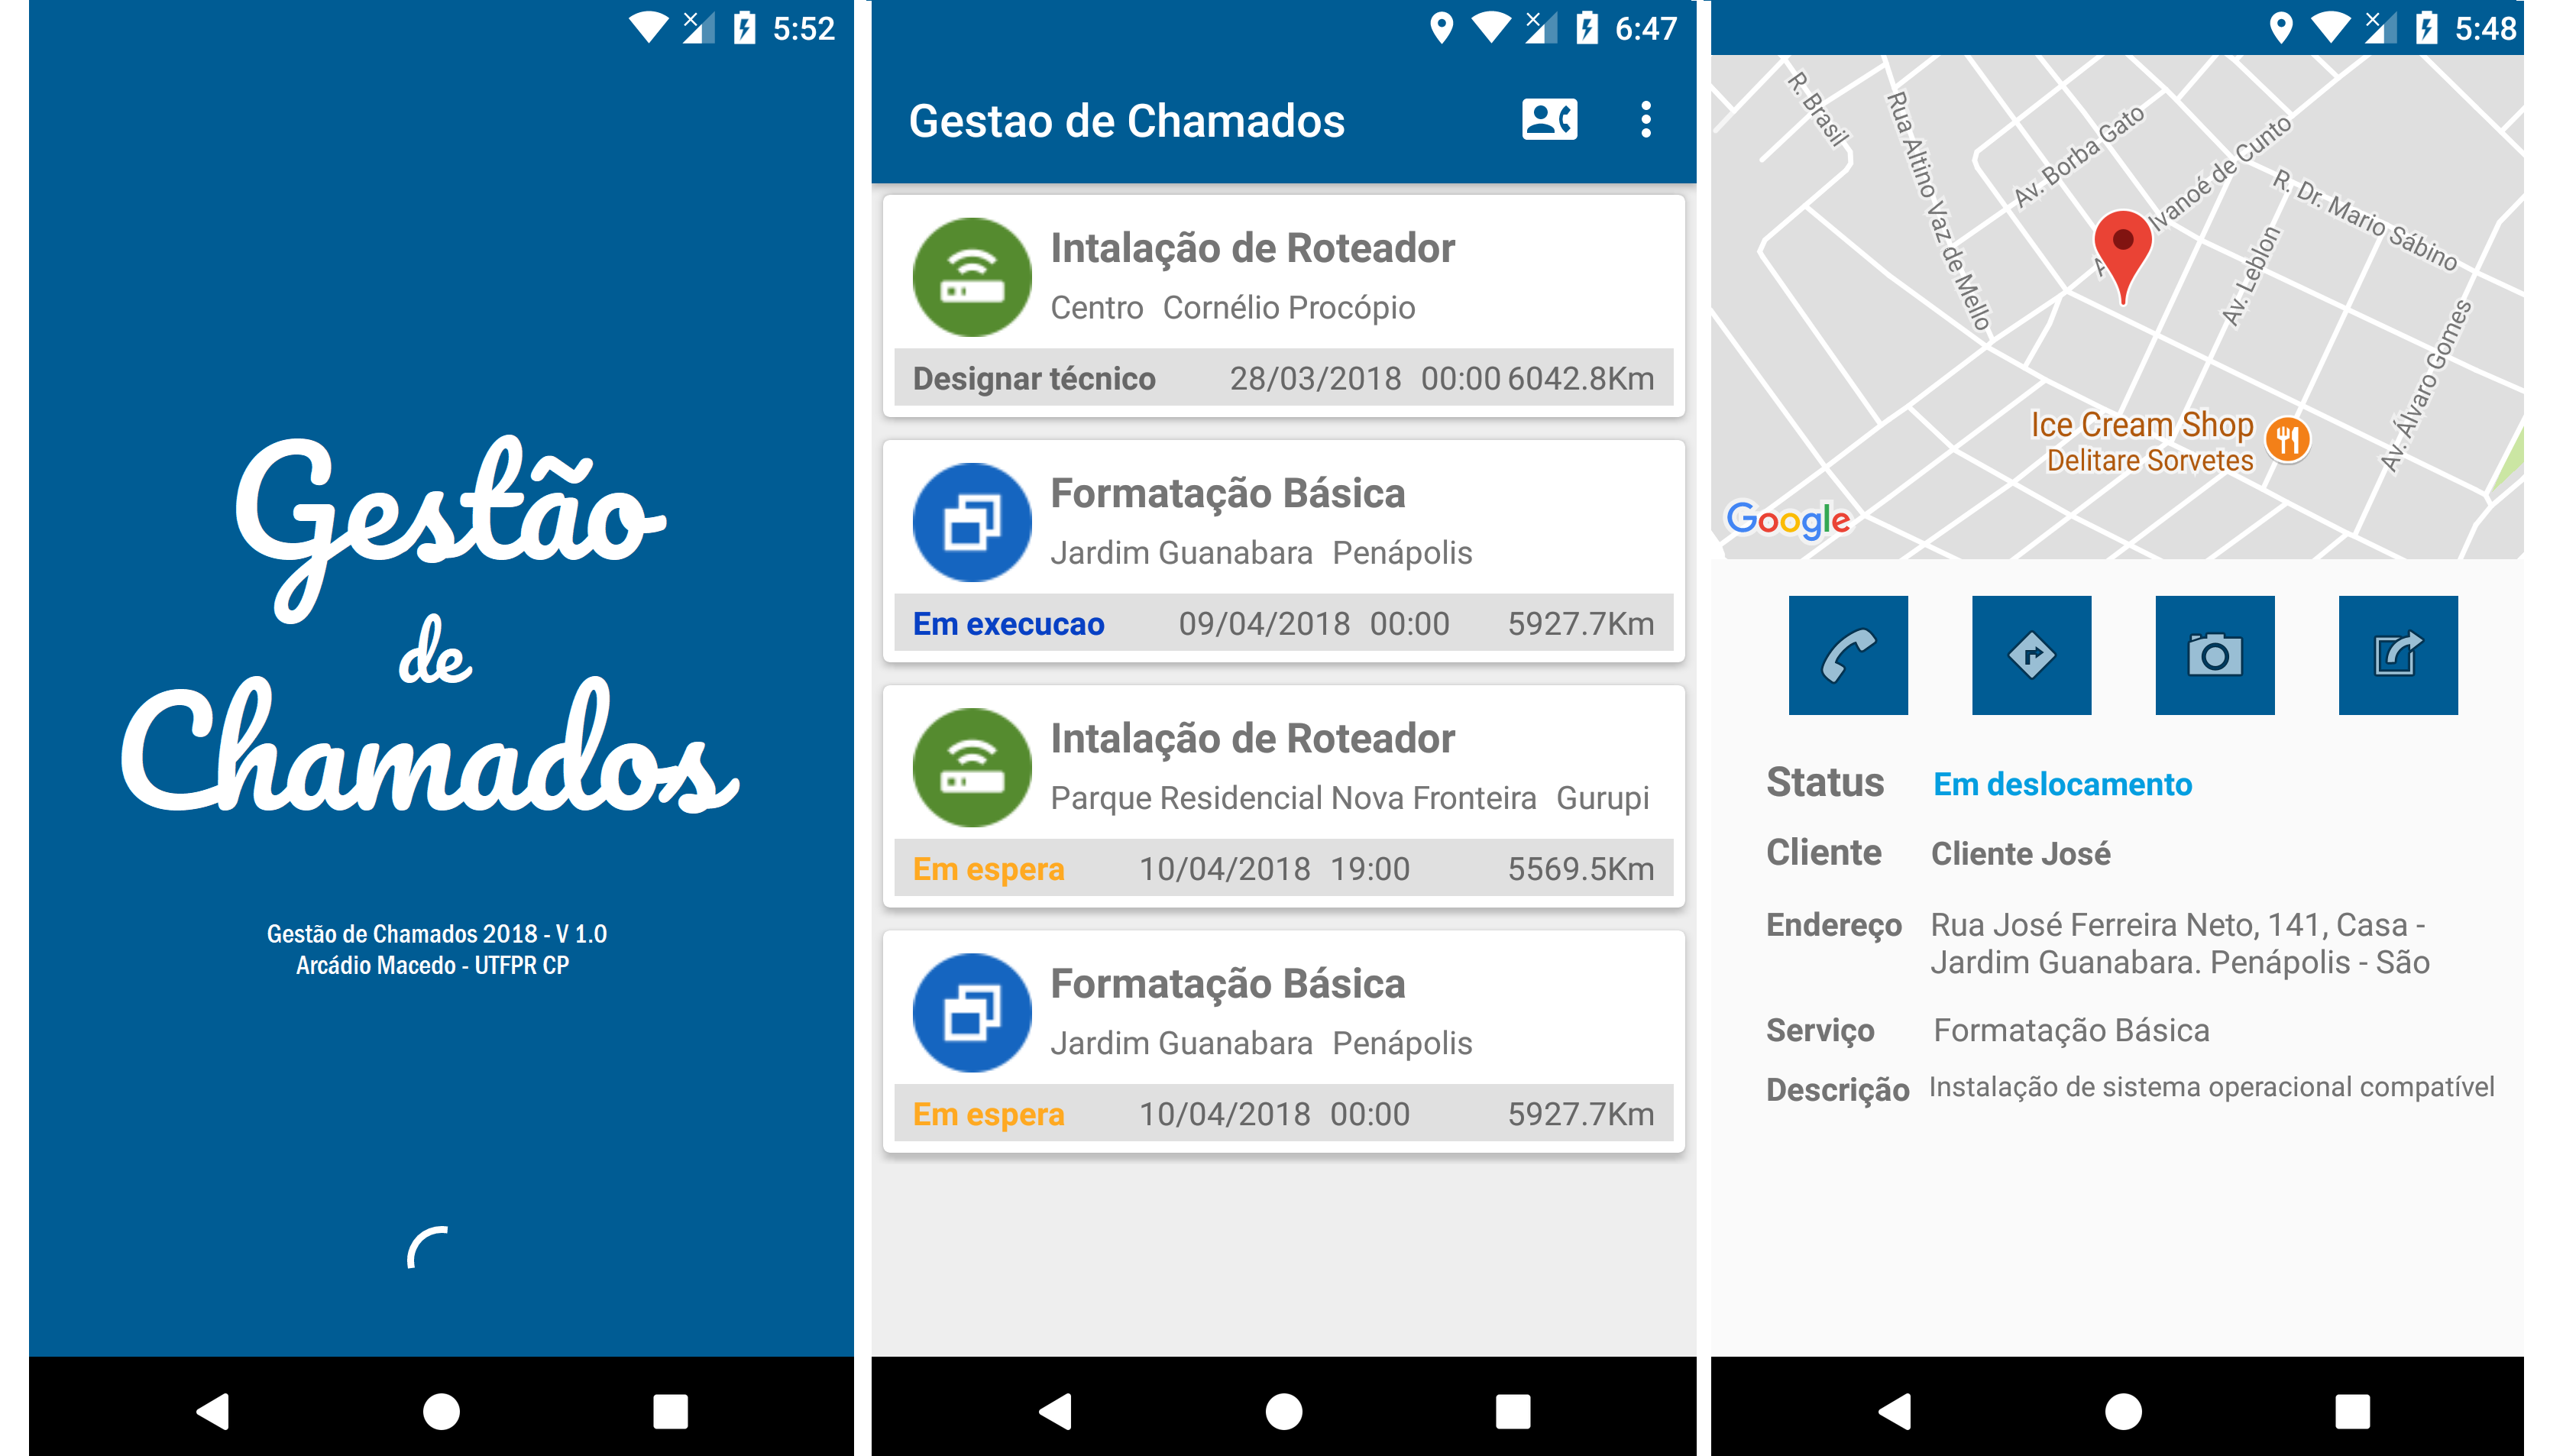 5:52
Gestão
de
Chamados
Gestão de Chamados 2018 - V 1.0
Arcádio Macedo - UTFPR CP
6:47
Gestao de Chamados
Intalação de Roteador
Centro Cornélio Procópio
Designar técnico 28/03/2018 00:00 6042.8Km
Formatação Básica
Jardim Guanabara Penápolis
Em execucao 09/04/2018 00:00 5927.7Km
Intalação de Roteador
Parque Residencial Nova Fronteira Gurupi
Em espera 10/04/2018 19:00 5569.5Km
Formatação Básica
Jardim Guanabara Penápolis
Em espera 10/04/2018 00:00 5927.7Km
5:48
R. Brasil
Rua Altino Vaz de Mello
Av. Borba Gato
Ivanoé de Cunto
R. Dr. Mario Sábino
Av. Leblon
Av. Álvaro Gomes
Ice Cream Shop
Delitare Sorvetes
Google
Status Em deslocamento
Cliente Cliente José
Endereço Rua José Ferreira Neto, 141, Casa -
Jardim Guanabara. Penápolis - São
Serviço Formatação Básica
Descrição Instalação de sistema operacional compatível